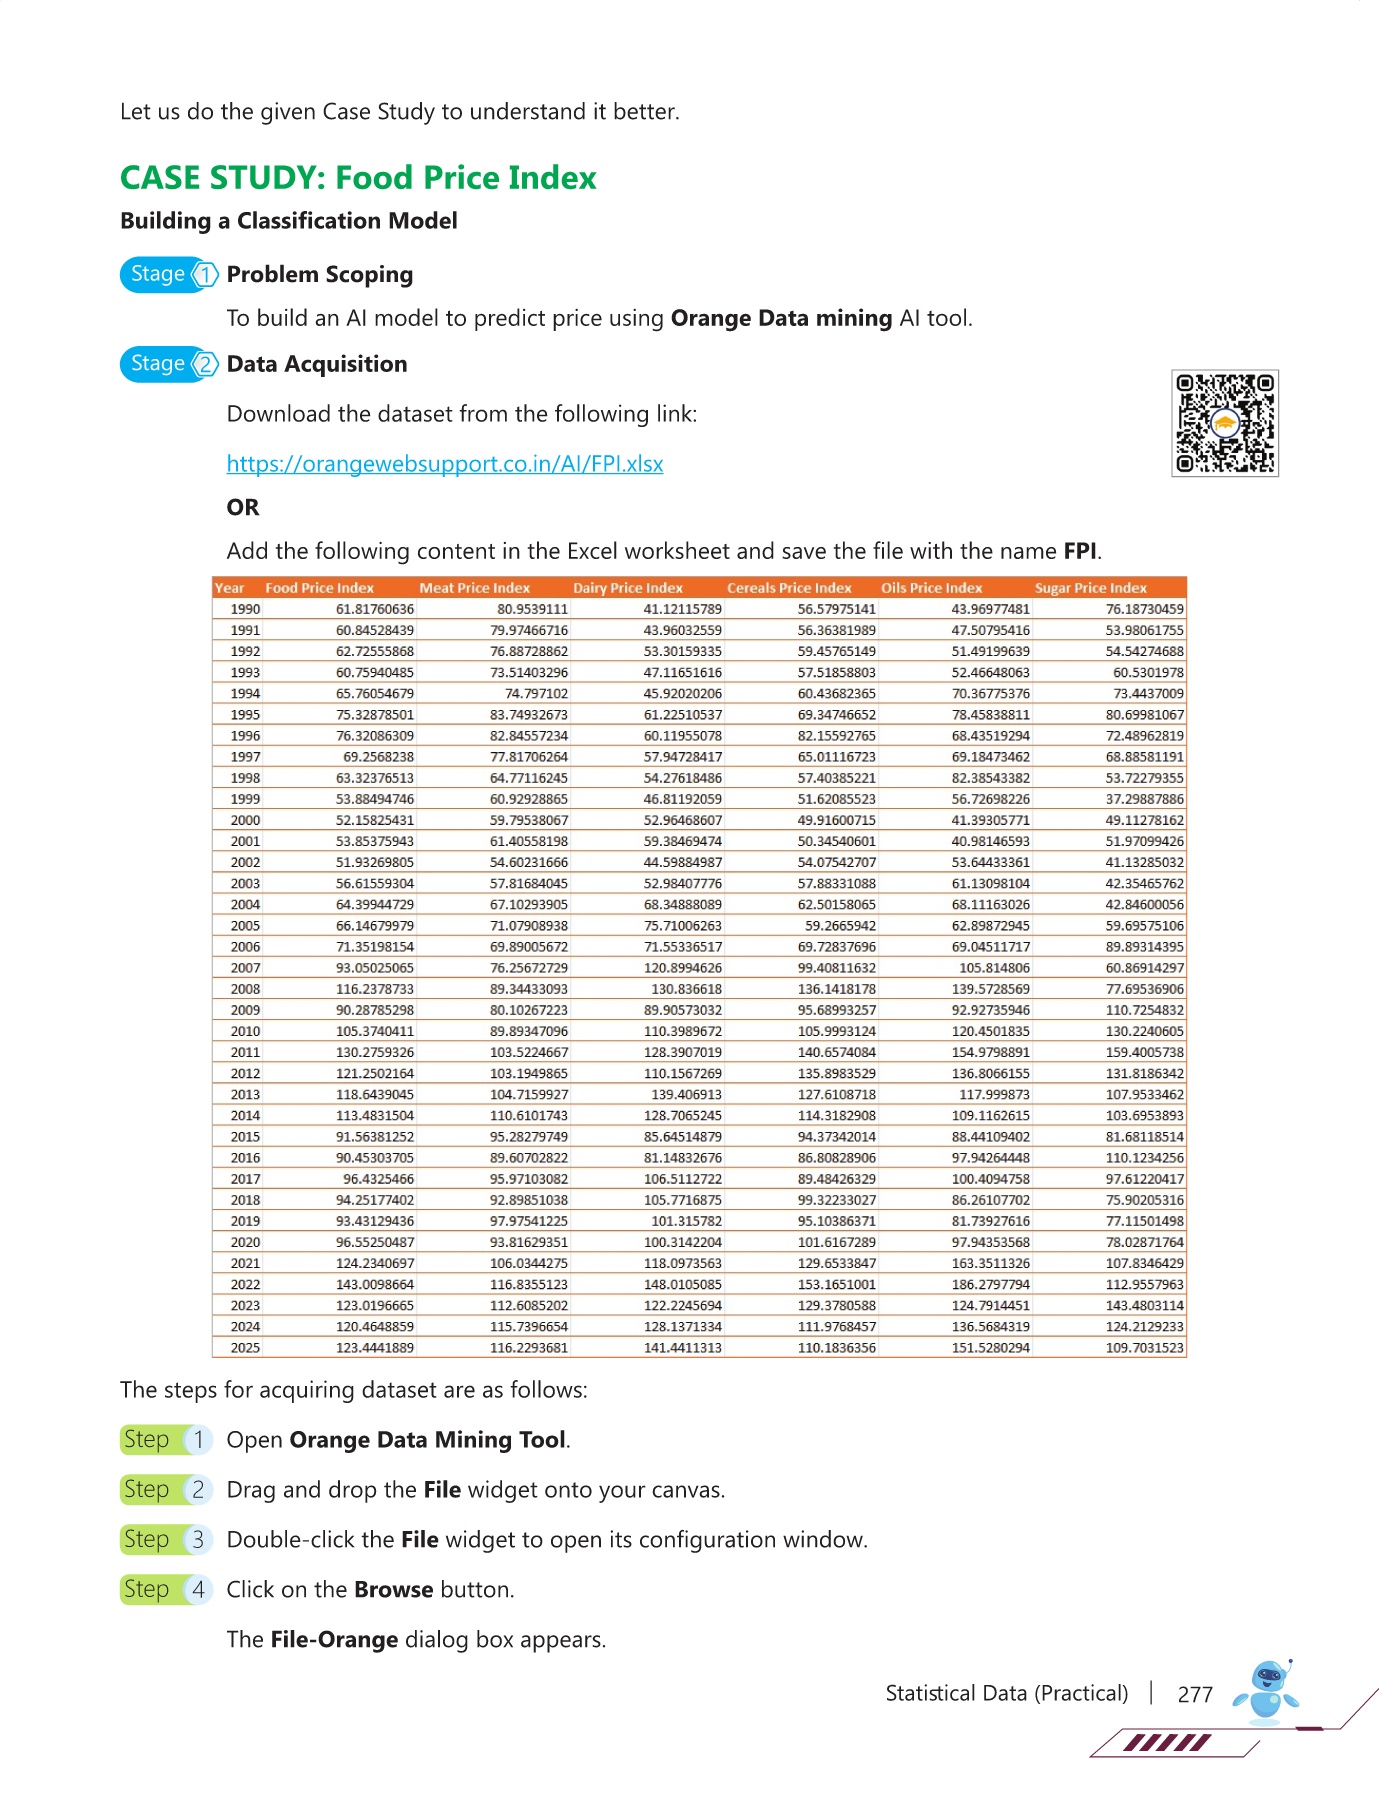 Let us do the given Case Study to understand it better.
CASE STUDY: Food Price Index
Building a Classification Model
Stage 1 Problem Scoping
To build an AI model to predict price using Orange Data mining AI tool.
Stage 2 Data Acquisition
Download the dataset from the following link:
https://orangewebsupport.co.in/AI/FPI.xlsx
OR
Add the following content in the Excel worksheet and save the file with the name FPI.
Year Food Price Index Meat Price Index Dairy Price Index Cereals Price Index Oils Price Index Sugar Price Index
1990 61.81760636 80.9539111 41.12115789 56.57975141 43.96977481 76.18730459
1991 60.84528439 79.97466716 43.96032559 56.36381989 47.50795416 53.98061755
1992 62.72555868 76.88728862 53.30159335 59.45765149 51.49199639 54.54274688
1993 60.75940485 73.51403296 47.11651616 57.51858803 52.46648063 60.5301978
1994 65.76054679 74.797102 45.92020206 60.43682365 70.36775376 73.4437009
1995 75.32878501 83.74932673 61.22510537 69.34746652 78.45838811 80.69981067
1996 76.32086309 82.84557234 60.11955078 82.15592765 68.43519294 72.48962819
1997 69.2568238 77.81706264 57.94728417 65.01116723 69.18473462 68.88581191
1998 63.32376513 64.77116245 54.27618486 57.40385221 82.38543382 53.72279355
1999 53.88494746 60.92928865 46.81192059 51.62085523 56.72698226 37.29887886
2000 52.15825431 59.79538067 52.96468607 49.91600715 41.39305771 49.11278162
2001 53.85375943 61.40558198 59.38469474 50.34540601 40.98146593 51.97099426
2002 51.93269805 54.60231666 44.59884987 54.07542707 53.64433361 41.13285032
2003 56.61559304 57.81684045 52.98407776 57.88331088 61.13098104 42.35465762
2004 64.39944729 67.10293905 68.34888089 62.50158065 68.11163026 42.84600056
2005 66.14679979 71.07908938 75.71006263 59.2665942 62.89872945 59.69575106
2006 71.35198154 69.89005672 71.55336517 69.72837696 69.04511717 89.89314395
2007 93.05025065 76.25672729 120.8994626 99.40811632 105.814806 60.86914297
2008 116.2378733 89.34433093 130.836618 136.1418178 139.5728569 77.69536906
2009 90.28785298 80.10267223 89.90573032 95.68993257 92.92735946 110.7254832
2010 105.3740411 89.89347096 110.3989672 105.9993124 120.4501835 130.2240605
2011 130.2759326 103.5224667 128.3907019 140.6574084 154.9798891 159.4005738
2012 121.2502164 103.1949865 110.1567269 135.8983529 136.8066155 131.8186342
2013 118.6439045 104.7159927 139.406913 127.6108718 117.999873 107.9533462
2014 113.4831504 110.6101743 128.7065245 114.3182908 109.1162615 103.6953893
2015 91.56381252 95.28279749 85.64514879 94.37342014 88.44109402 81.68118514
2016 90.45303705 89.60702822 81.14832676 86.80828906 97.94264448 110.1234256
2017 96.4325466 95.97103082 106.5112722 89.48426329 100.4094758 97.61220417
2018 94.25177402 92.89851038 105.7716875 99.32233027 86.26107702 75.90205316
2019 93.43129436 97.97541225 101.315782 95.10386371 81.73927616 77.11501498
2020 96.55250487 93.81629351 100.3142204 101.6167289 97.94353568 78.02871764
2021 124.2340697 106.0344275 118.0973563 129.6533847 163.3511326 107.8346429
2022 143.0098664 116.8355123 148.0105085 153.1651001 186.2797794 112.9557963
2023 123.0196665 112.6085202 122.2245694 129.3780588 124.7914451 143.4803114
2024 120.4648859 115.7396654 128.1371334 111.9768457 136.5684319 124.2129233
2025 123.4441889 116.2293681 141.4411313 110.1836356 151.5280294 109.7031523
The steps for acquiring dataset are as follows:
Step 1 Open Orange Data Mining Tool.
Step 2 Drag and drop the File widget onto your canvas.
Step 3 Double-click the File widget to open its configuration window.
Step 4 Click on the Browse button.
The File-Orange dialog box appears.
Statistical Data (Practical) | 277